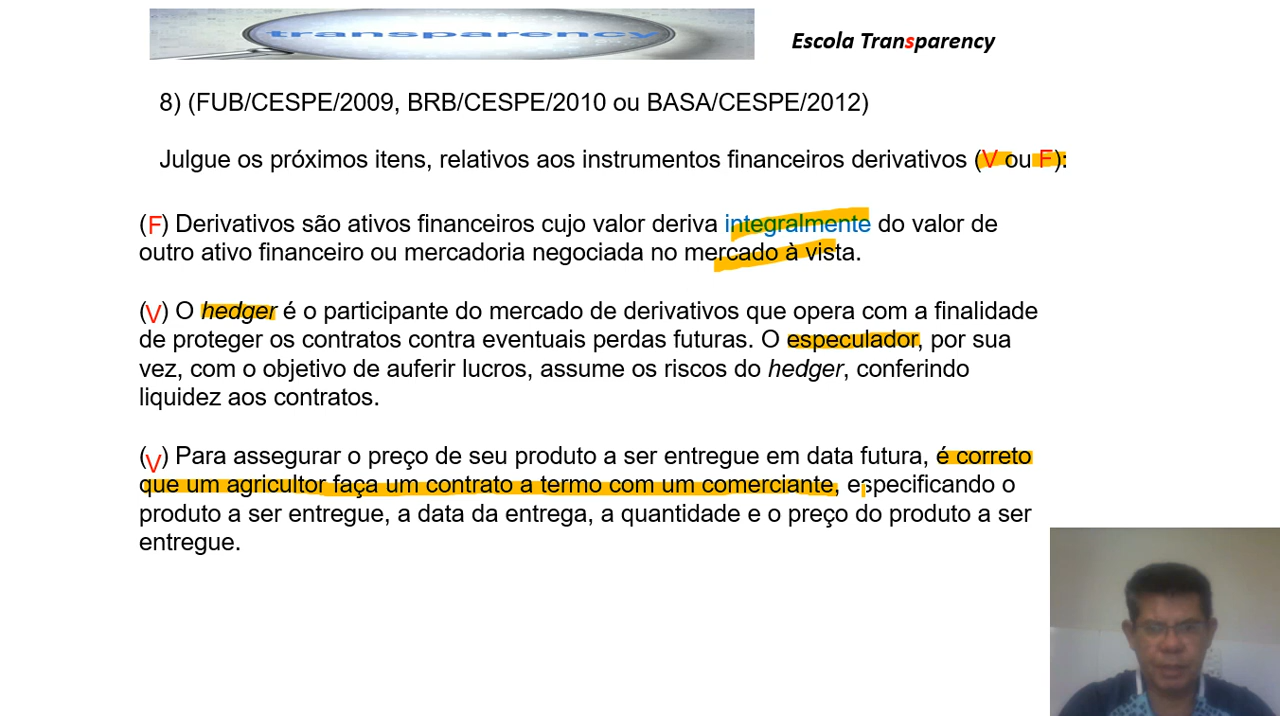 transparency
Escola Transparency
8) (FUB/CESPE/2009, BRB/CESPE/2010 ou BASA/CESPE/2012)
Julgue os próximos itens, relativos aos instrumentos financeiros derivativos (V ou F):
(F) Derivativos são ativos financeiros cujo valor deriva integralmente do valor de
outro ativo financeiro ou mercadoria negociada no mercado à vista.
(V) O hedger é o participante do mercado de derivativos que opera com a finalidade
de proteger os contratos contra eventuais perdas futuras. O especulador, por sua
vez, com o objetivo de auferir lucros, assume os riscos do hedger, conferindo
liquidez aos contratos.
(V) Para assegurar o preço de seu produto a ser entregue em data futura, é correto
que um agricultor faça um contrato a termo com um comerciante, especificando o
produto a ser entregue, a data da entrega, a quantidade e o preço do produto a ser
entregue.